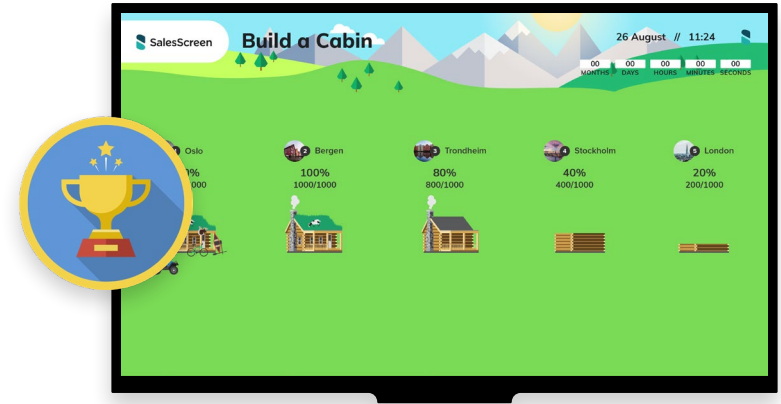 SalesScreen
Build a Cabin
26 August // 11:24
00 00 00 00 00
MONTHS DAYS HOURS MINUTES SECONDS
Oslo
2 Bergen
3 Trondheim
4 Stockholm
5 London
100%
80%
40%
20%
1000/1000
800/1000
400/1000
200/1000